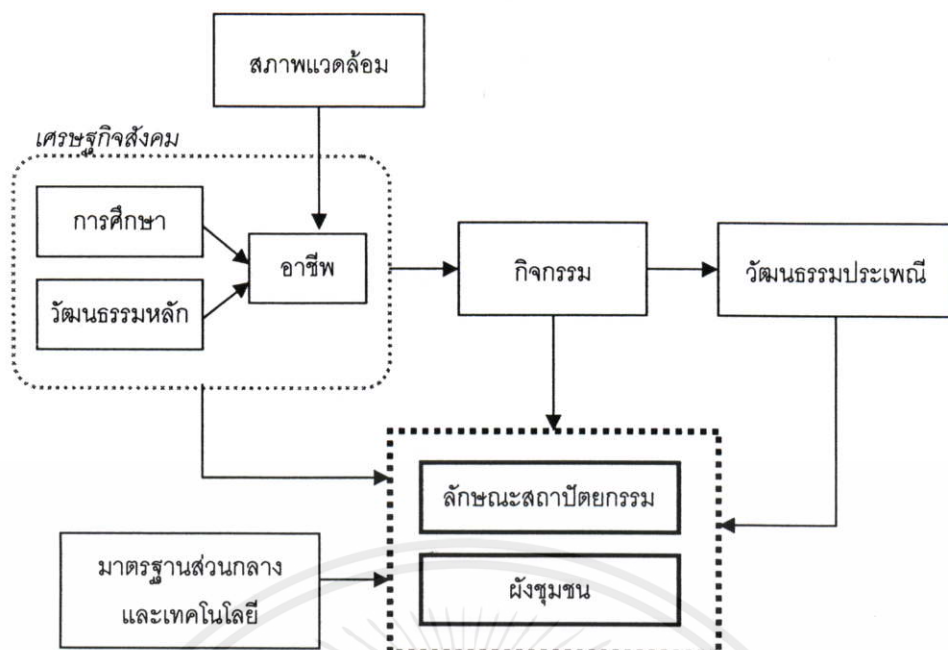 สภาพแวดล้อม
เศรษฐกิจสังคม
การศึกษา
อาชีพ
วัฒนธรรมหลัก
กิจกรรม
วัฒนธรรมประเพณี
ลักษณะสถาปัตยกรรม
ผังชุมชน
มาตรฐานส่วนกลาง
และเทคโนโลยี